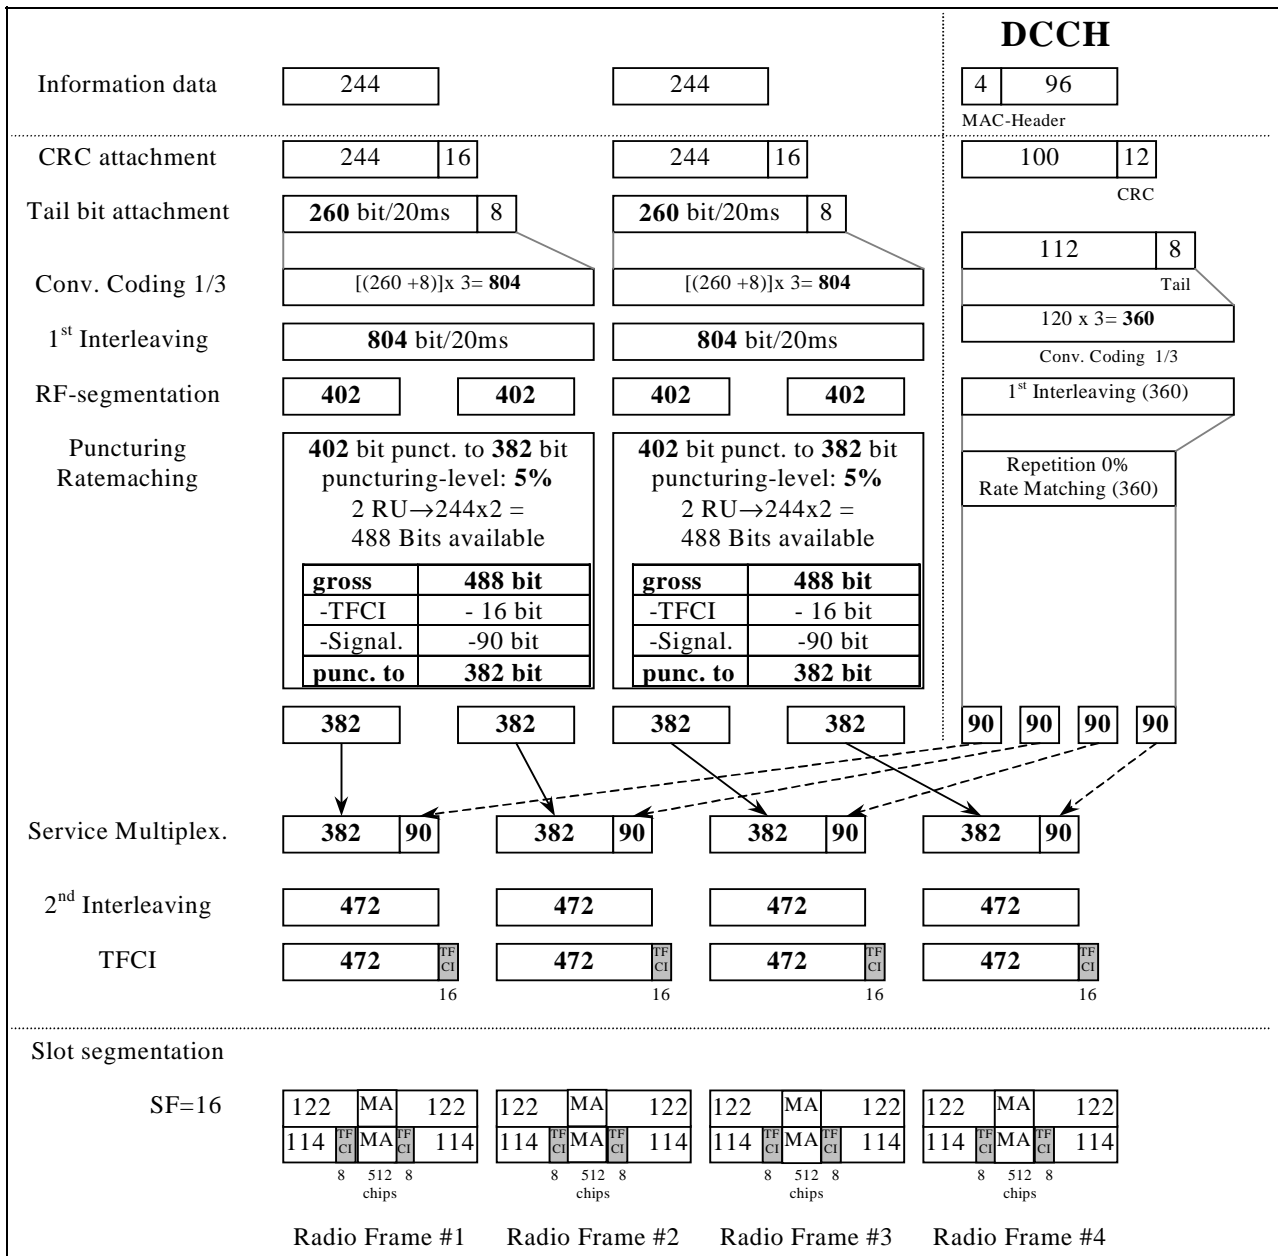 DCCH
Information data 244 244 4 96
MAC-Header
CRC attachment 244 16 244 16 100 12
CRC
Tail bit attachment 260 bit/20ms 8 260 bit/20ms 8
112 8
Tail
Conv. Coding 1/3 [(260 +8)]x 3= 804 [(260 +8)]x 3= 804
120 x 3= 360
Conv. Coding 1/3
1st Interleaving 804 bit/20ms 804 bit/20ms
RF-segmentation 402 402 402 402 1st Interleaving (360)
Puncturing
Ratemaching
402 bit punct. to 382 bit
puncturing-level: 5%
2 RU→244x2 =
488 Bits available
gross 488 bit
-TFCI - 16 bit
-Signal. -90 bit
punc. to 382 bit
402 bit punct. to 382 bit
puncturing-level: 5%
2 RU→244x2 =
488 Bits available
gross 488 bit
-TFCI - 16 bit
-Signal. -90 bit
punc. to 382 bit
Repetition 0%
Rate Matching (360)
382 382 382 382 90 90 90 90
Service Multiplex. 382 90 382 90 382 90 382 90
2nd Interleaving 472 472 472 472
TFCI 472 TF CI 472 TF CI 472 TF CI 472 TF CI
16 16 16 16
Slot segmentation
SF=16 122 MA 122 122 MA 122 122 MA 122 122 MA 122
114 TF CI MA TF CI 114 114 TF CI MA TF CI 114 114 TF CI MA TF CI 114 114 TF CI MA TF CI 114
8 512 8 8 512 8 8 512 8 8 512 8
chips chips chips chips
Radio Frame #1 Radio Frame #2 Radio Frame #3 Radio Frame #4